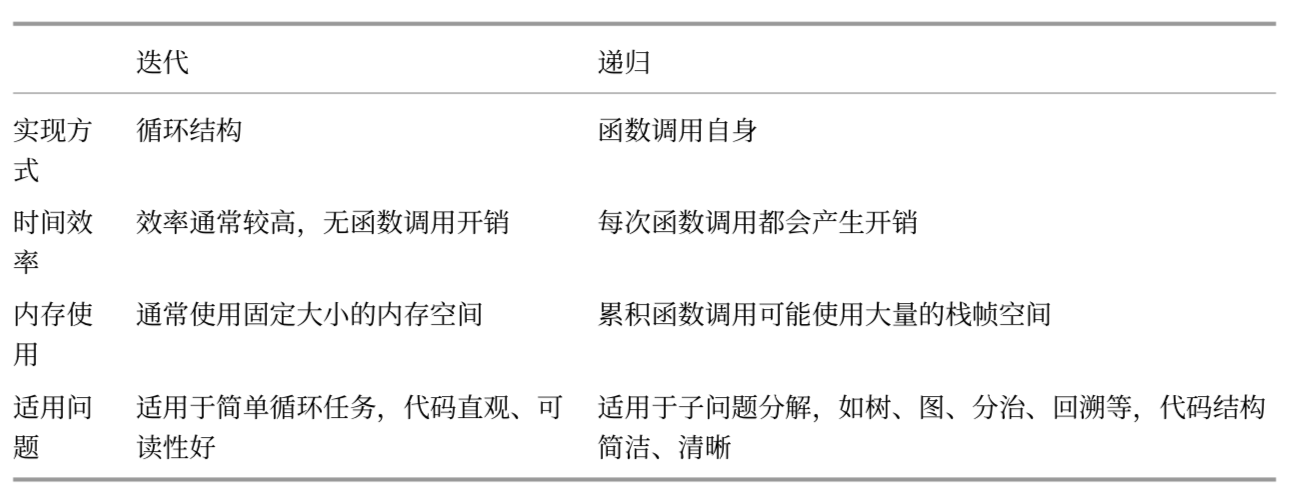 迭代 递归
实现方 循环结构 函数调用自身
式
时间效 效率通常较高，无函数调用开销 每次函数调用都会产生开销
率
内存使 通常使用固定大小的内存空间 累积函数调用可能使用大量的栈帧空间
用
适用问 适用于简单循环任务，代码直观、可 适用于子问题分解，如树、图、分治、回溯等，代码结构
题 读性好 简洁、清晰